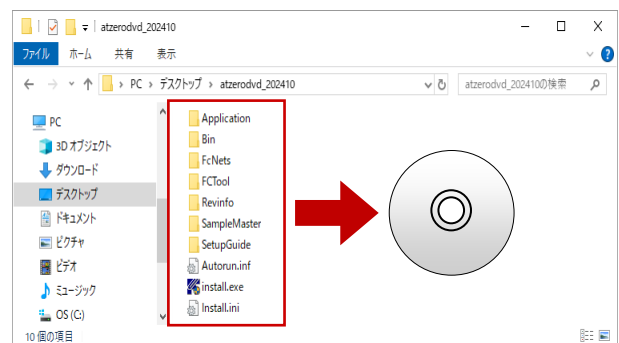 atzerodvd_202410
ファイル ホーム 共有 表示
PC › デスクトップ › atzerodvd_202410
atzerodvd_202410の検索
PC
3D オブジェクト
ダウンロード
デスクトップ
ドキュメント
ピクチャ
ビデオ
ミュージック
OS (C:)
Application
Bin
FcNets
FCTool
Revinfo
SampleMaster
SetupGuide
Autorun.inf
install.exe
Install.ini
10 個の項目